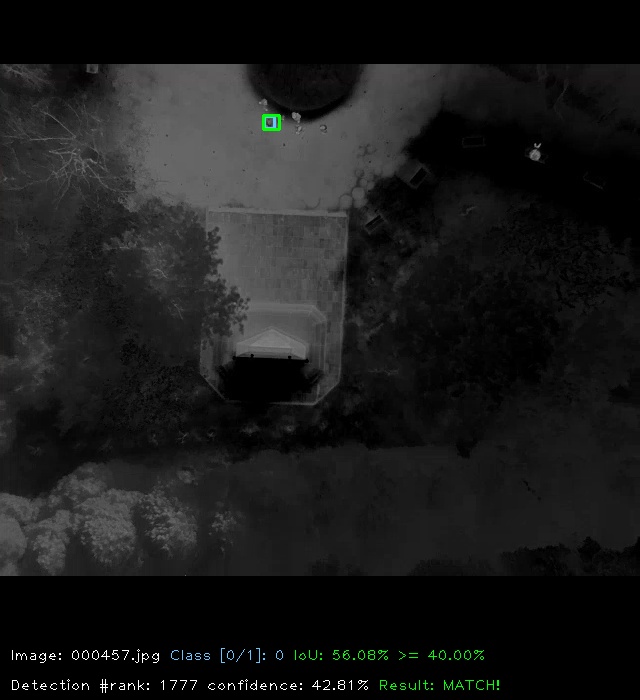 Image: 000457.jpg Class [0/1]: 0 IoU: 56.08% >= 40.00%
Detection #rank: 1777 confidence: 42.81% Result: MATCH!